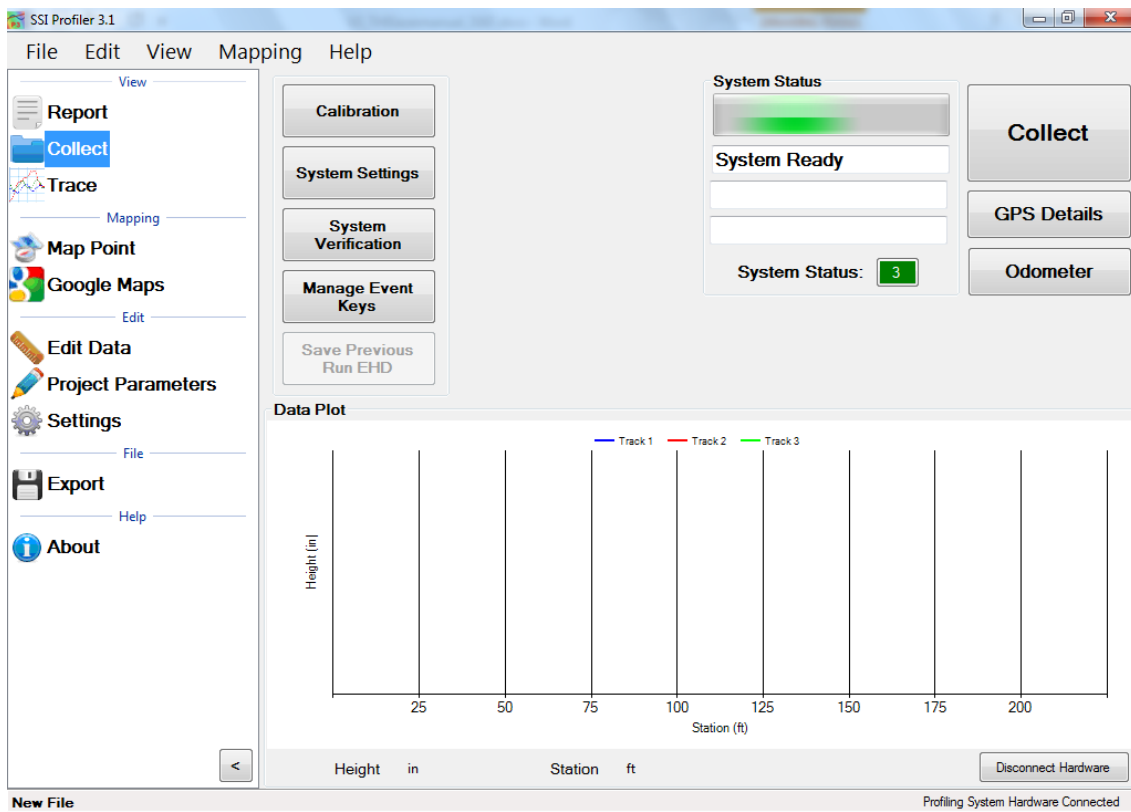 SSI Profiler 3.1
File Edit View Mapping Help
View
Report
Collect
Trace
Mapping
Map Point
Google Maps
Edit
Edit Data
Project Parameters
Settings
File
Export
Help
About
<
Calibration
System Settings
System
Verification
Manage Event
Keys
Save Previous
Run EHD
System Status
System Ready
System Status: 3
Collect
GPS Details
Odometer
Data Plot
Track 1 Track 2 Track 3
Height (in)
25 50 75 100 125 150 175 200
Station (ft)
Height in Station ft
Disconnect Hardware
New File
Profiling System Hardware Connected